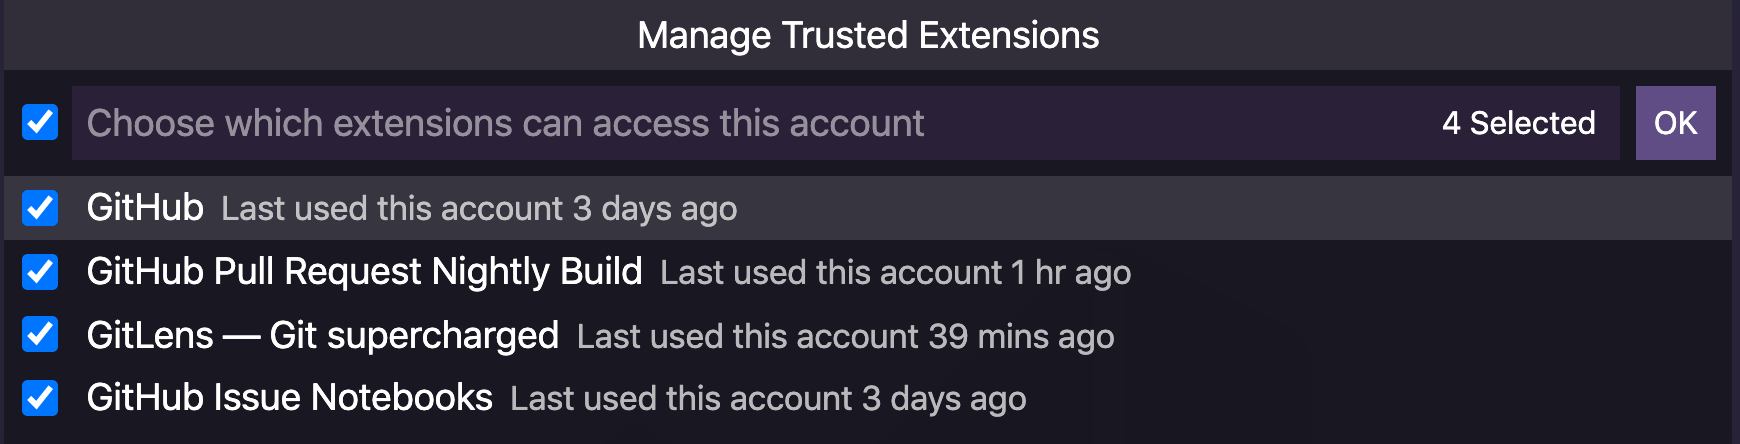 Manage Trusted Extensions
Choose which extensions can access this account 4 Selected OK
GitHub Last used this account 3 days ago
GitHub Pull Request Nightly Build Last used this account 1 hr ago
GitLens — Git supercharged Last used this account 39 mins ago
GitHub Issue Notebooks Last used this account 3 days ago